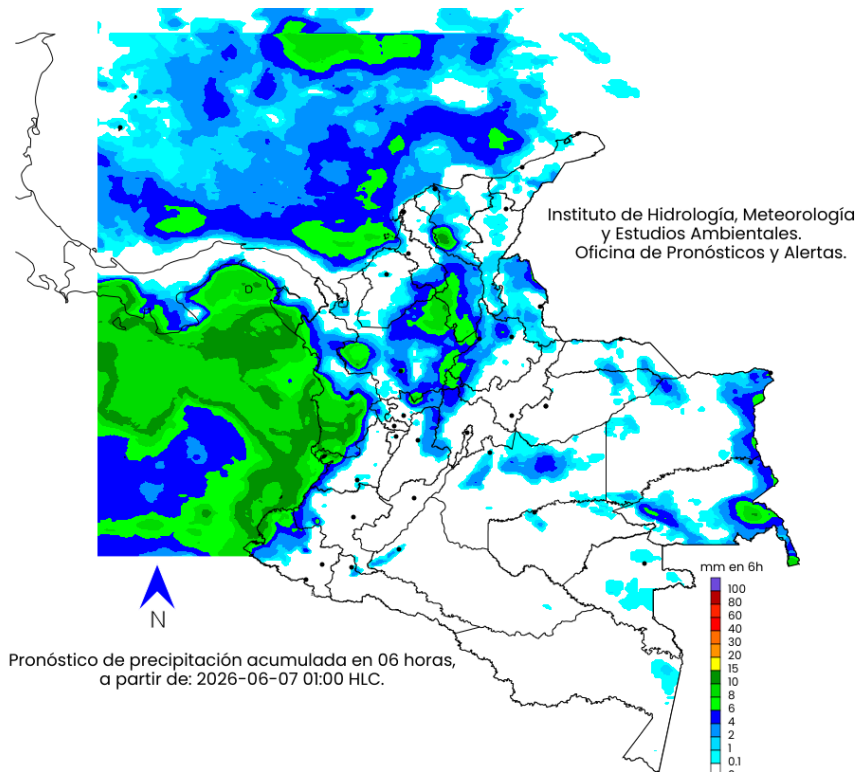 Instituto de Hidrología, Meteorología
y Estudios Ambientales.
Oficina de Pronósticos y Alertas.
mm en 6h
100
80
60
40
30
20
15
10
8
6
4
2
1
0.1
N
Pronóstico de precipitación acumulada en 06 horas,
a partir de: 2026-06-07 01:00 HLC.